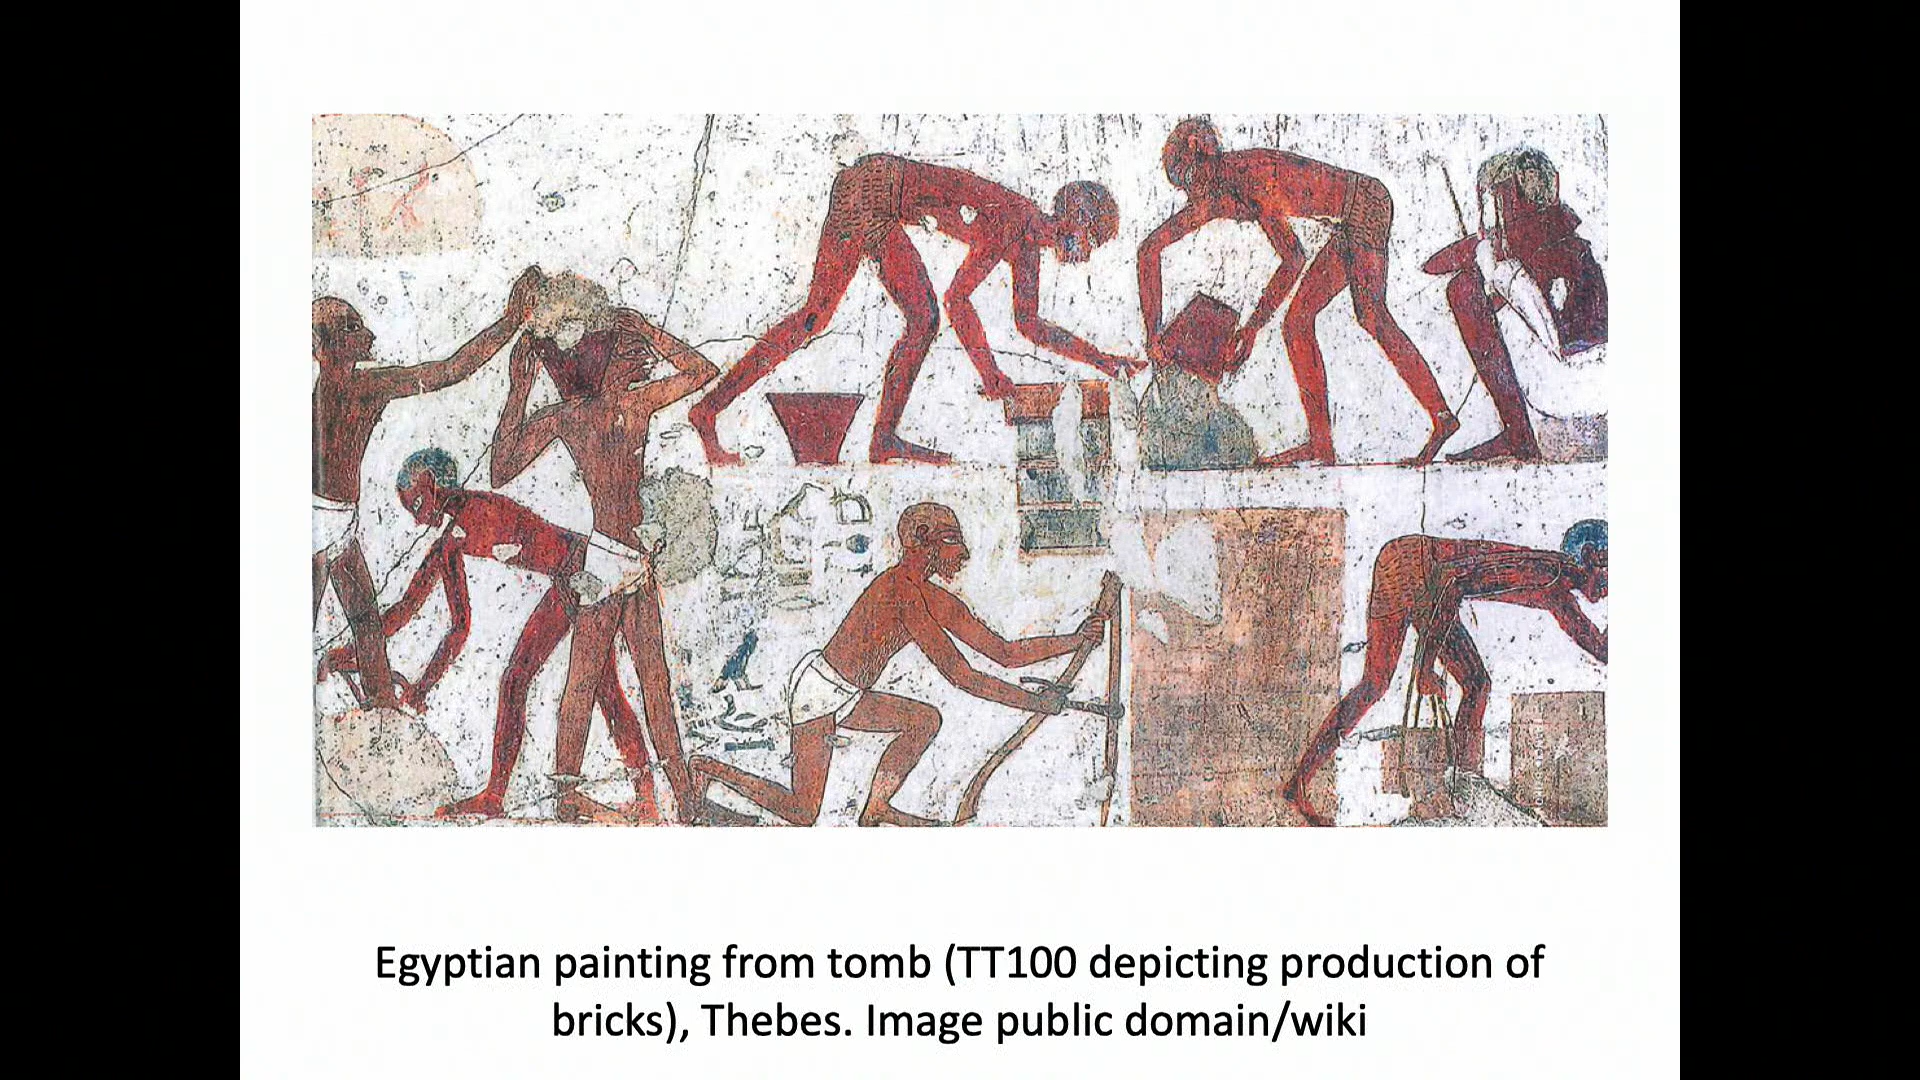 Egyptian painting from tomb (TT100 depicting production of
bricks), Thebes. Image public domain/wiki